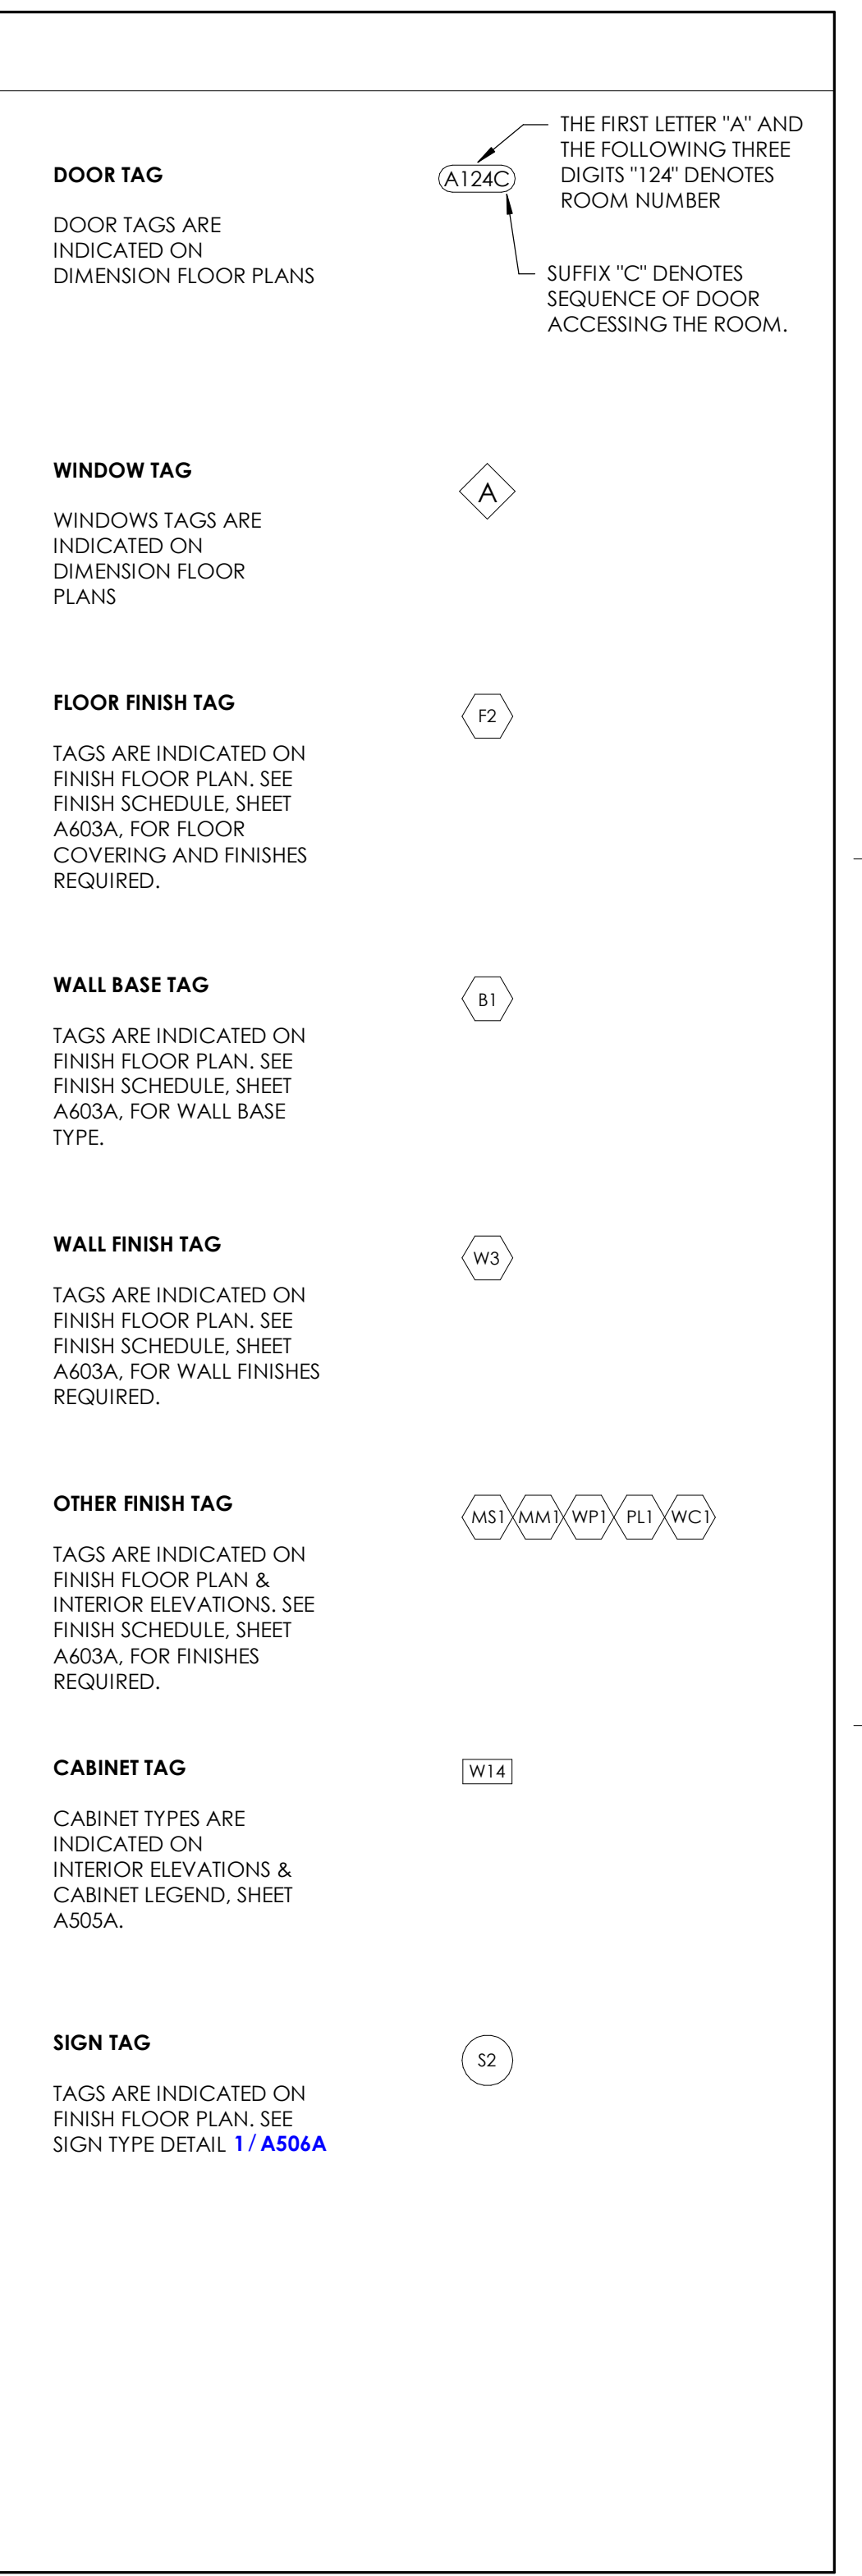 DOOR TAG
DOOR TAGS ARE
INDICATED ON
DIMENSION FLOOR PLANS
A124C
THE FIRST LETTER "A" AND
THE FOLLOWING THREE
DIGITS "124" DENOTES
ROOM NUMBER
SUFFIX "C" DENOTES
SEQUENCE OF DOOR
ACCESSING THE ROOM.
WINDOW TAG
WINDOWS TAGS ARE
INDICATED ON
DIMENSION FLOOR
PLANS
A
FLOOR FINISH TAG
TAGS ARE INDICATED ON
FINISH FLOOR PLAN. SEE
FINISH SCHEDULE, SHEET
A603A, FOR FLOOR
COVERING AND FINISHES
REQUIRED.
F2
WALL BASE TAG
TAGS ARE INDICATED ON
FINISH FLOOR PLAN. SEE
FINISH SCHEDULE, SHEET
A603A, FOR WALL BASE
TYPE.
B1
WALL FINISH TAG
TAGS ARE INDICATED ON
FINISH FLOOR PLAN. SEE
FINISH SCHEDULE, SHEET
A603A, FOR WALL FINISHES
REQUIRED.
W3
OTHER FINISH TAG
TAGS ARE INDICATED ON
FINISH FLOOR PLAN &
INTERIOR ELEVATIONS. SEE
FINISH SCHEDULE, SHEET
A603A, FOR FINISHES
REQUIRED.
MS1 MM1 WP1 PL1 WC1
CABINET TAG
CABINET TYPES ARE
INDICATED ON
INTERIOR ELEVATIONS &
CABINET LEGEND, SHEET
A505A.
W14
SIGN TAG
TAGS ARE INDICATED ON
FINISH FLOOR PLAN. SEE
SIGN TYPE DETAIL 1/A506A
S2